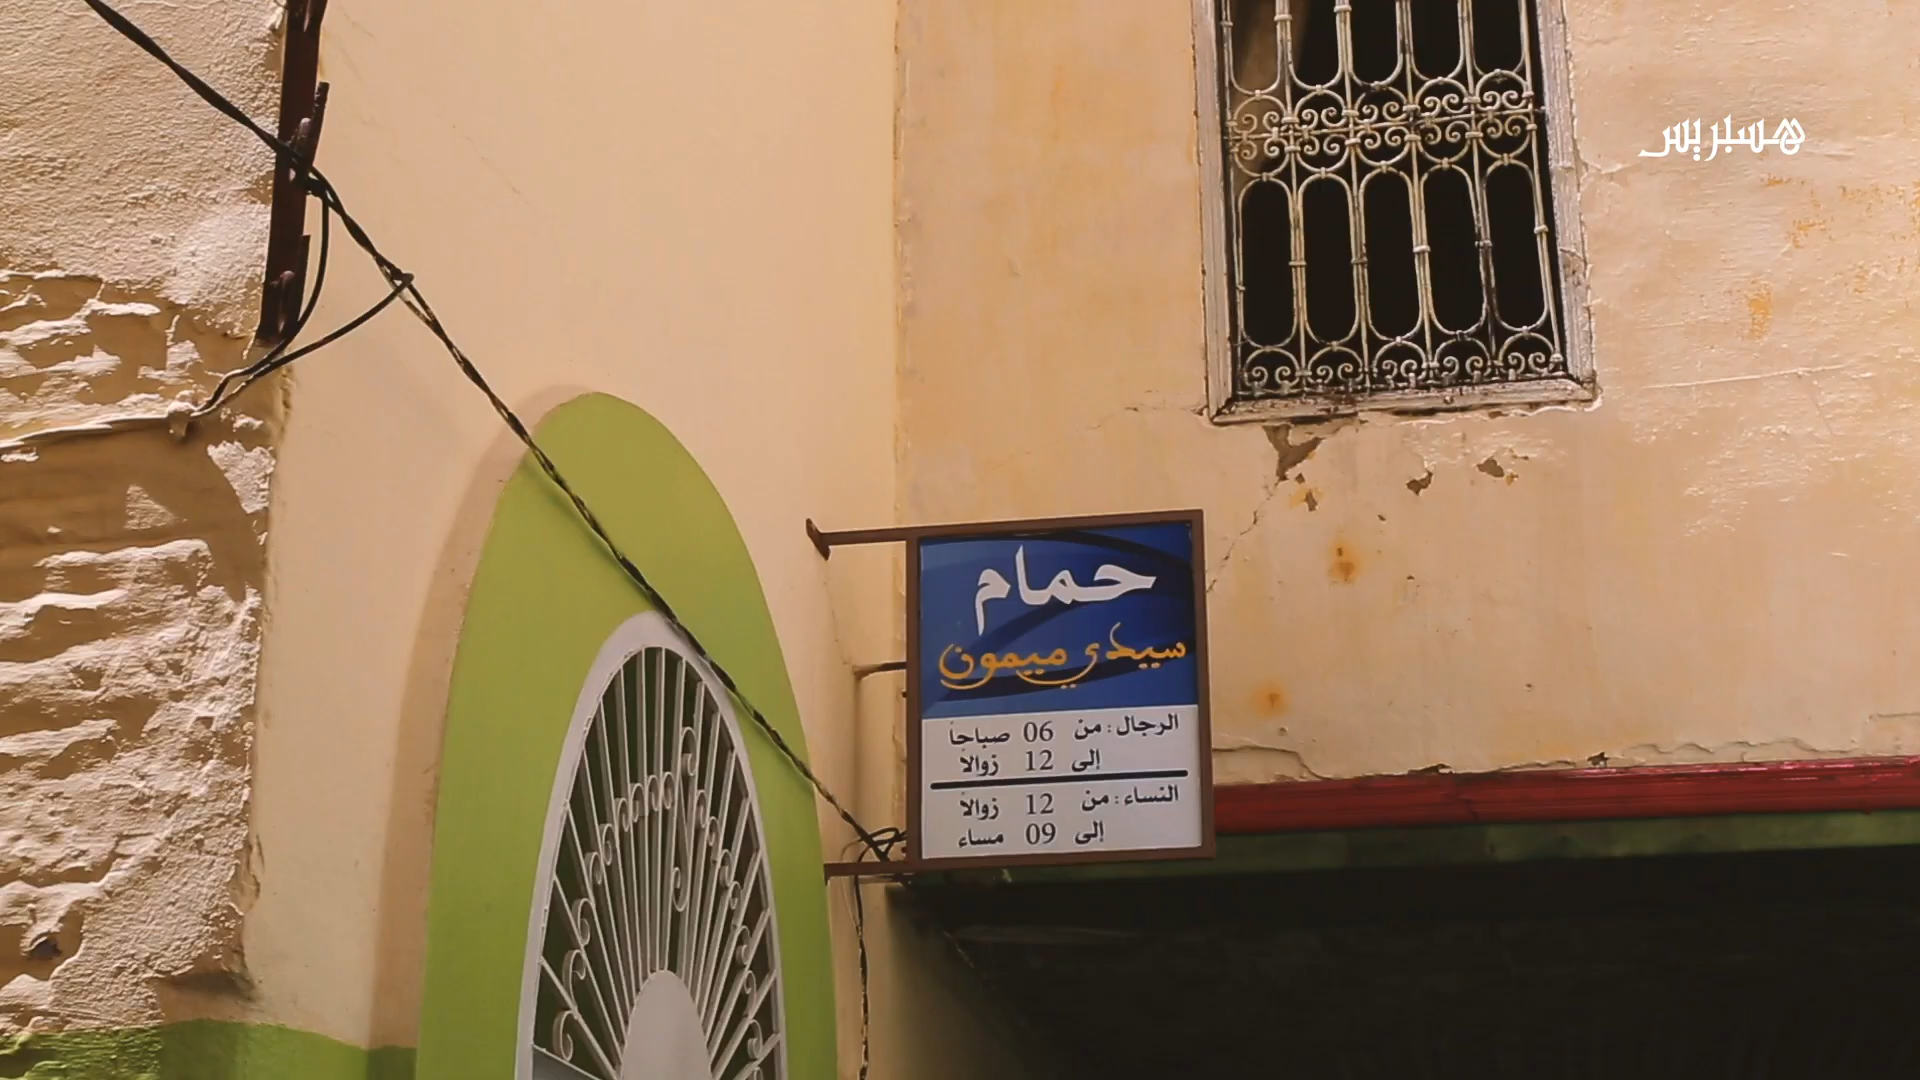 هسبريس
حمام
سيدي ميمون
الرجال: من 06 صباحاً
إلى 12 زوالاً
النساء: من 12 زوالاً
إلى 09 مساء